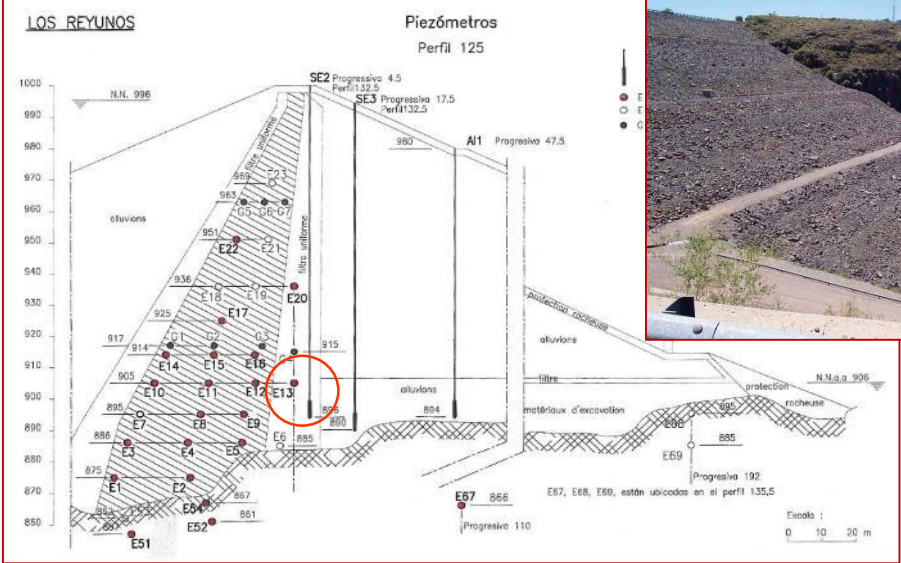 LOS REYUNOS
Piezómetros
Perfil 125
1000
990
980
970
960
950
940
930
920
910
900
890
880
870
860
N.N. 996
SE2 Progresiva 4.5
Perfil132.5
SE3 Progresiva 17.5
Perfil132.5
980
AI1 Progresiva 47.5
E
E
G
filtre uniforme
filtre uniforme
alluvions
969
E23
963
G5
G6
G7
951
E22
E21
936
E18
E19
E20
925
E17
917
G1
G2
G3
915
914
E14
E15
E16
905
E10
E11
E12
E13
895
E7
E8
E9
896
890
894
886
E3
E4
E5
E6
885
875
E1
E2
E54
867
E52
861
E51
alluvions
protection rocheuse
alluvions
filtre
matériaux d'excavation
protection
rocheuse
N.N.a.a 906
E68
895
E69
885
Progresiva 192
E67
866
Progresiva 110
E67, E68, E69, están ubicadas en el perfil 135,5
Escala :
0 10 20 m